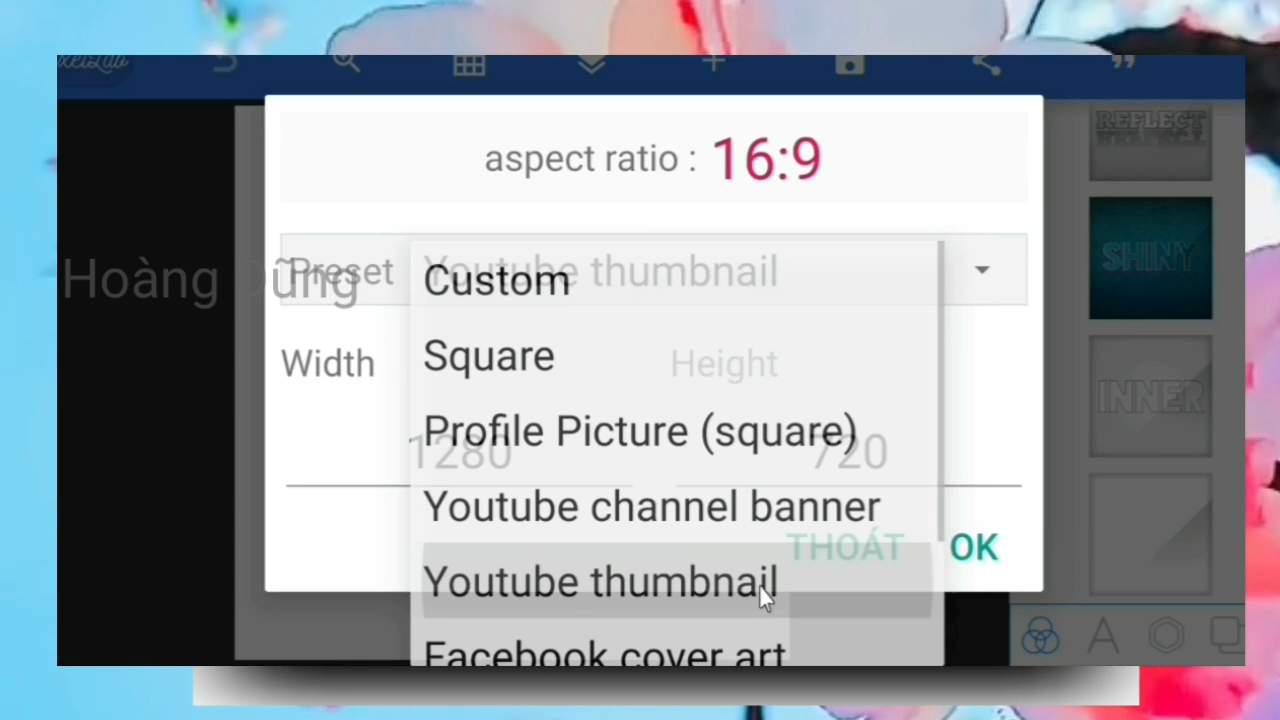 PixelLab
REFLECT
aspect ratio : 16:9
SHINY
Hoàng Dũng
Preset
Youtube thumbnail
Custom
Width
Height
Square
INNER
Profile Picture (square)
1280
720
Youtube channel banner
THOÁT
OK
Youtube thumbnail
Facebook cover art
A